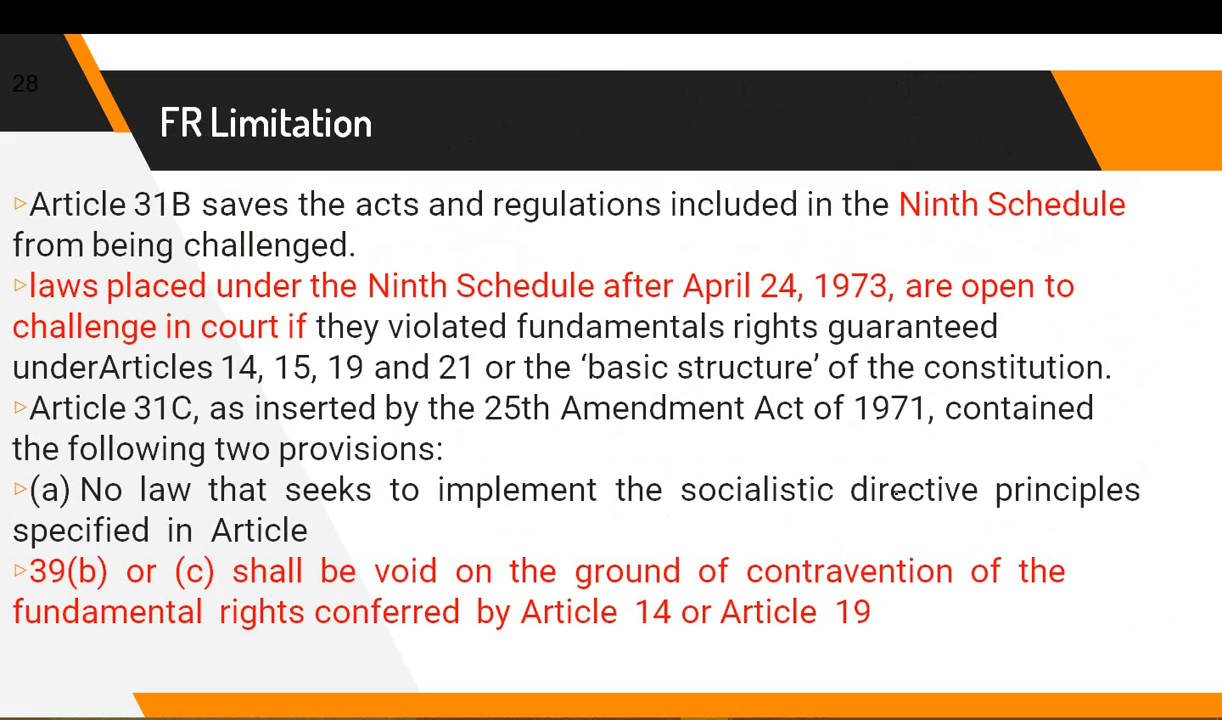 28
FR Limitation
▹Article 31B saves the acts and regulations included in the Ninth Schedule
from being challenged.
▹laws placed under the Ninth Schedule after April 24, 1973, are open to
challenge in court if they violated fundamentals rights guaranteed
underArticles 14, 15, 19 and 21 or the ‘basic structure’ of the constitution.
▹Article 31C, as inserted by the 25th Amendment Act of 1971, contained
the following two provisions:
▹(a) No law that seeks to implement the socialistic directive principles
specified in Article
▹39(b) or (c) shall be void on the ground of contravention of the
fundamental rights conferred by Article 14 or Article 19